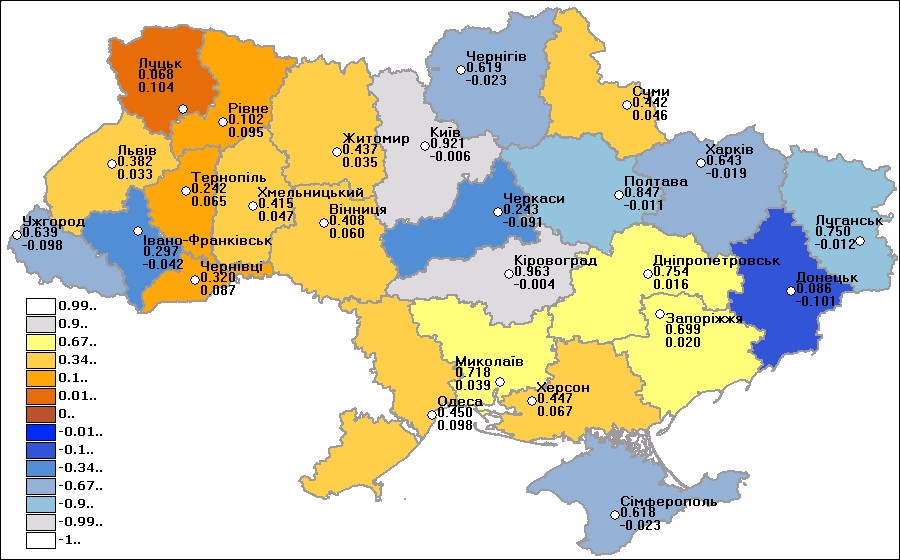 Луцьк
0.068
0.104
Рівне
0.102
0.095
Житомир
0.437
0.035
Київ
0.921
-0.006
Чернігів
0.619
-0.023
Суми
0.442
0.046
Львів
0.382
0.033
Тернопіль
0.242
0.065
Хмельницький
0.415
0.047
Вінниця
0.408
0.060
Черкаси
0.243
-0.091
Полтава
0.847
-0.011
Харків
0.643
-0.019
Луганськ
0.750
-0.012
Ужгород
0.639
-0.098
Івано-Франківськ
0.297
-0.042
Чернівці
0.320
0.087
Кіровоград
0.963
-0.004
Дніпропетровськ
0.754
0.016
Донецьк
0.086
-0.101
Запоріжжя
0.699
0.020
Миколаїв
0.718
0.039
Херсон
0.447
0.067
Одеса
0.450
0.098
Сімферополь
0.618
-0.023
0.99..
0.9..
0.67..
0.34..
0.1..
0.01..
0..
-0.01..
-0.1..
-0.34..
-0.67..
-0.9..
-0.99..
-1..